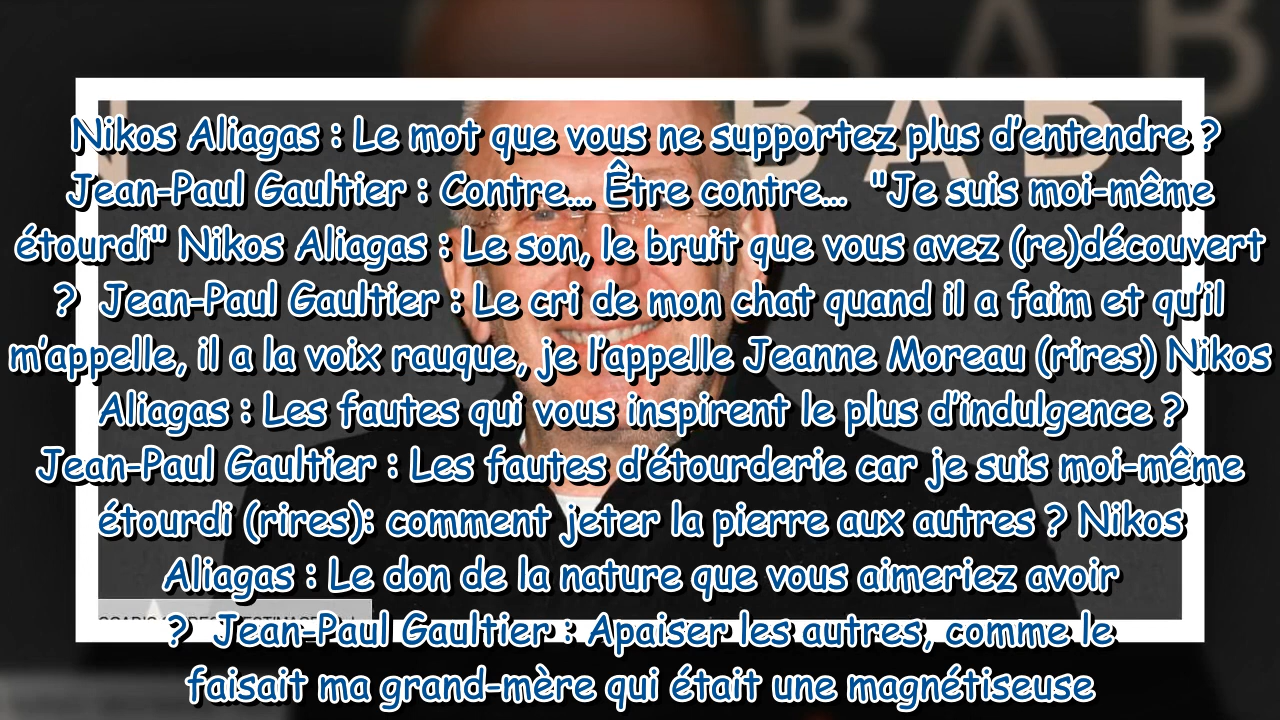 Nikos Aliagas : Le mot que vous ne supportez plus d'entendre ?
Jean-Paul Gaultier : Contre... Être contre... "Je suis moi-même
étourdi" Nikos Aliagas : Le son, le bruit que vous avez (re)découvert
? Jean-Paul Gaultier : Le cri de mon chat quand il a faim et qu'il
m'appelle, il a la voix rauque, je l'appelle Jeanne Moreau (rires) Nikos
Aliagas : Les fautes qui vous inspirent le plus d'indulgence ?
Jean-Paul Gaultier : Les fautes d'étourderie car je suis moi-même
étourdi (rires): comment jeter la pierre aux autres ? Nikos
Aliagas : Le don de la nature que vous aimeriez avoir
? Jean-Paul Gaultier : Apaiser les autres, comme le
faisait ma grand-mère qui était une magnétiseuse
BAB